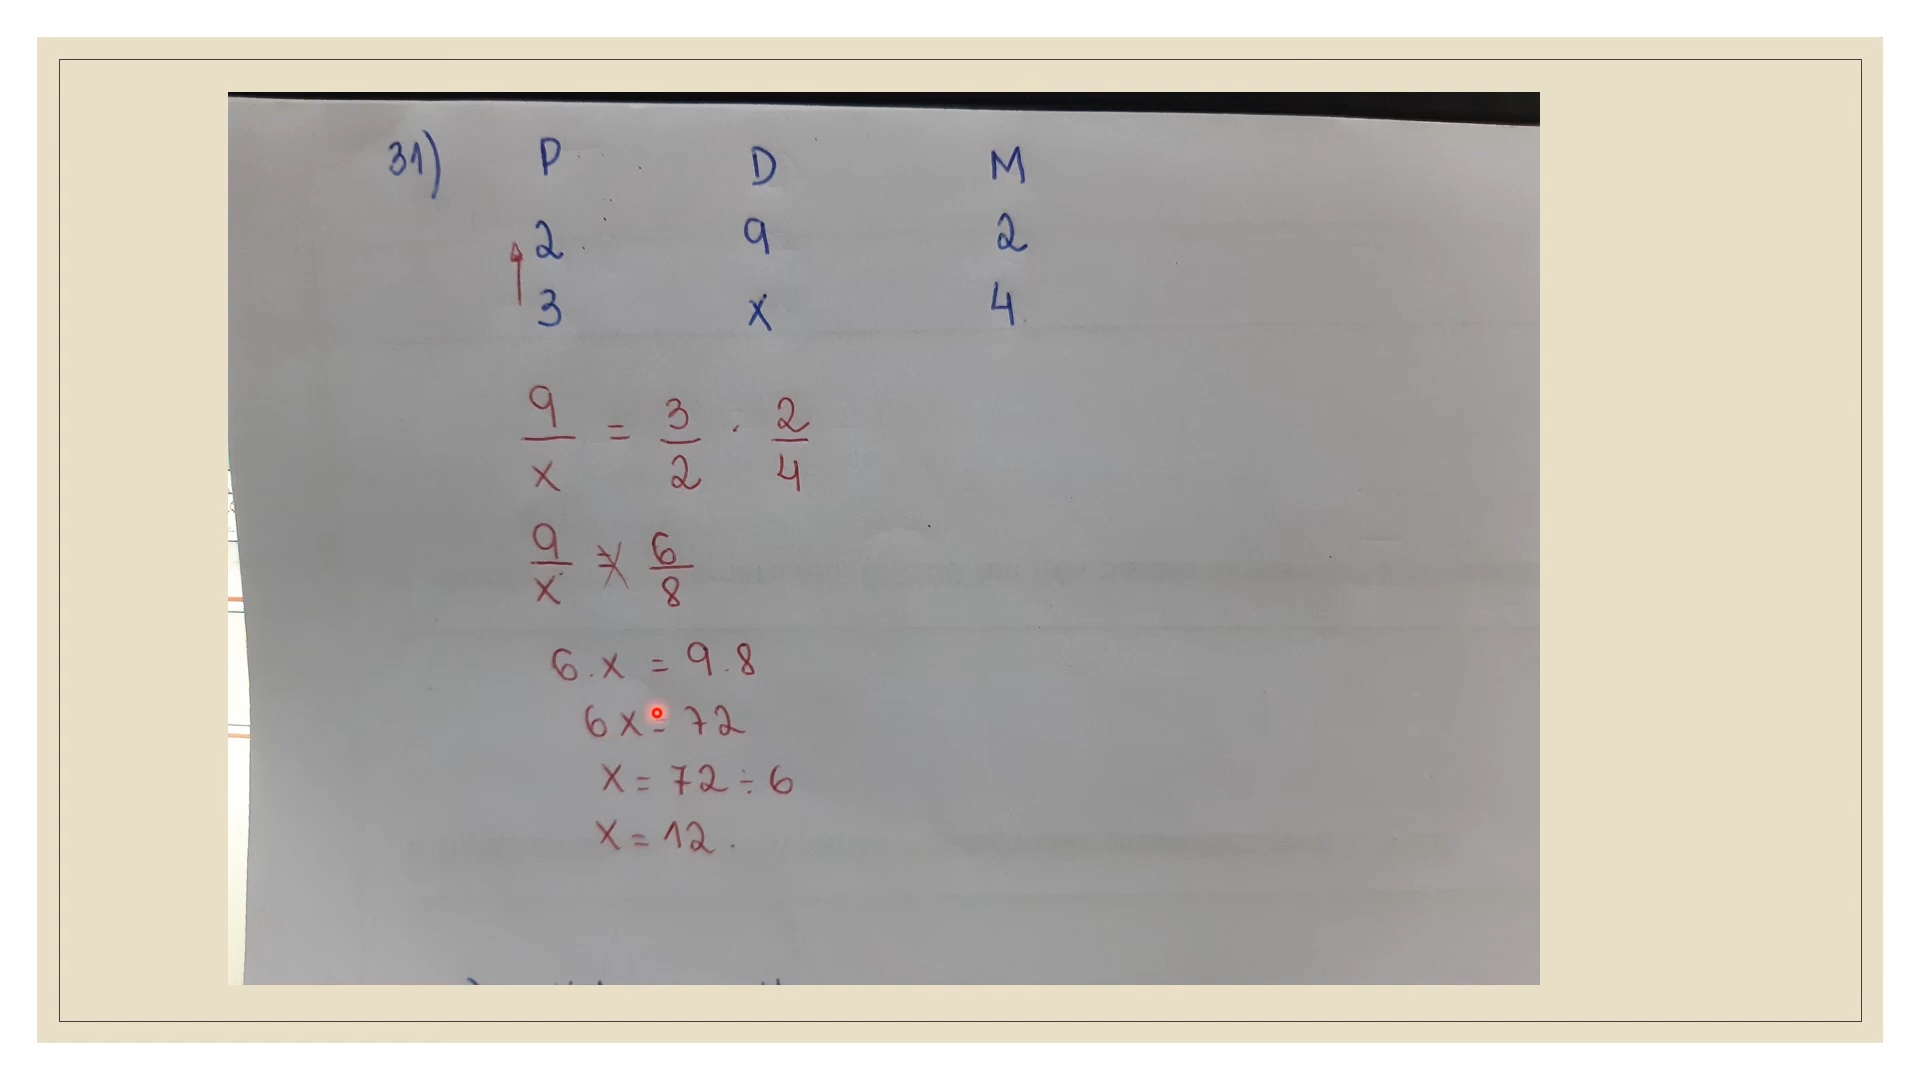 31) P D M
2 9 2
3 x 4
9/x = 3/2 . 2/4
9/x = 6/8
6.x = 9.8
6x = 72
x = 72 ÷ 6
x = 12.